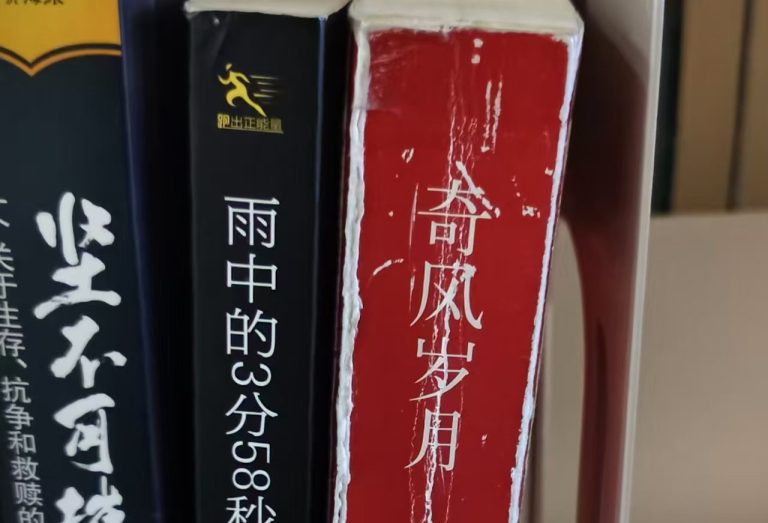 坚不可摧
关于生存、抗争和救赎的
跑出正能量
雨中的3分58秒
奇风岁月